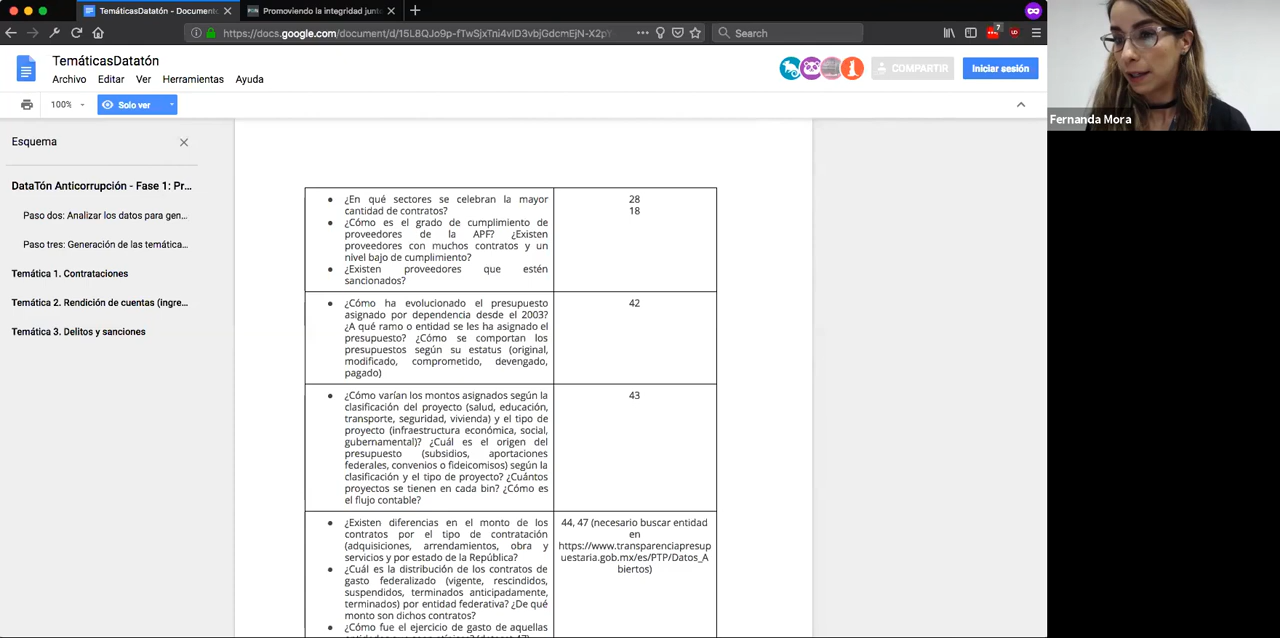 TemáticasDatatón - Document
Promoviendo la integridad junt
https://docs.google.com/document/d/15L8QJo9p-fTwSjxTni4vID3vbjGdcmEjN-X2pY
Search
7
TemáticasDatatón
Archivo Editar Ver Herramientas Ayuda
COMPARTIR
Iniciar sesión
100%
Solo ver
Esquema
DataTón Anticorrupción - Fase 1: Pr...
Paso dos: Analizar los datos para gen...
Paso tres: Generación de las temática...
Temática 1. Contrataciones
Temática 2. Rendición de cuentas (ingre...
Temática 3. Delitos y sanciones
● ¿En qué sectores se celebran la mayor
cantidad de contratos?
● ¿Cómo es el grado de cumplimiento de
proveedores de la APF? ¿Existen
proveedores con muchos contratos y un
nivel bajo de cumplimiento?
● ¿Existen proveedores que estén
sancionados?
28
18
● ¿Cómo ha evolucionado el presupuesto
asignado por dependencia desde el 2003?
¿A qué ramo o entidad se les ha asignado el
presupuesto? ¿Cómo se comportan los
presupuestos según su estatus (original,
modificado, comprometido, devengado,
pagado)
42
● ¿Cómo varían los montos asignados según la
clasificación del proyecto (salud, educación,
transporte, seguridad, vivienda) y el tipo de
proyecto (infraestructura económica, social,
gubernamental)? ¿Cuál es el origen del
presupuesto (subsidios, aportaciones
federales, convenios o fideicomisos) según la
clasificación y el tipo de proyecto? ¿Cuántos
proyectos se tienen en cada bin? ¿Cómo es
el flujo contable?
43
● ¿Existen diferencias en el monto de los
contratos por el tipo de contratación
(adquisiciones, arrendamientos, obra y
servicios y por estado de la República?
● ¿Cuál es la distribución de los contratos de
gasto federalizado (vigente, rescindidos,
suspendidos, terminados anticipadamente,
terminados) por entidad federativa? ¿De qué
monto son dichos contratos?
● ¿Cómo fue el ejercicio de gasto de aquellas
44, 47 (necesario buscar entidad
en
https://www.transparenciapresup
uestaria.gob.mx/es/PTP/Datos_A
biertos)
Fernanda Mora